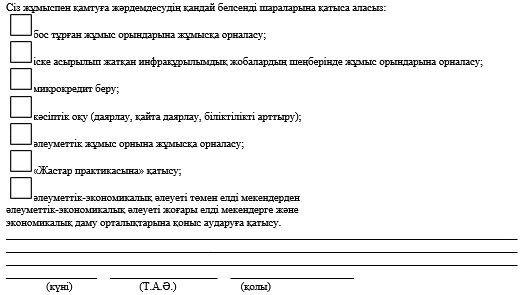 Сіз жұмыспен қамтуға жәрдемдесудің қандай белсенді шараларына қатыса аласыз:
бос тұрған жұмыс орындарына жұмысқа орналасу;
іске асырылып жатқан инфрақұрылымдық жобалардың шеңберінде жұмыс орындарына орналасу;
микрокредит беру;
кәсіптік оқу (даярлау, қайта даярлау, біліктілікті арттыру);
әлеуметтік жұмыс орнына жұмысқа орналасу;
«Жастар практикасына» қатысу;
әлеуметтік-экономикалық әлеуеті төмен елді мекендерден
әлеуметтік-экономикалық әлеуеті жоғары елді мекендерге және
экономикалық даму орталықтарына қоныс аударуға қатысу.
(күні) (Т.А.Ә.) (қолы)